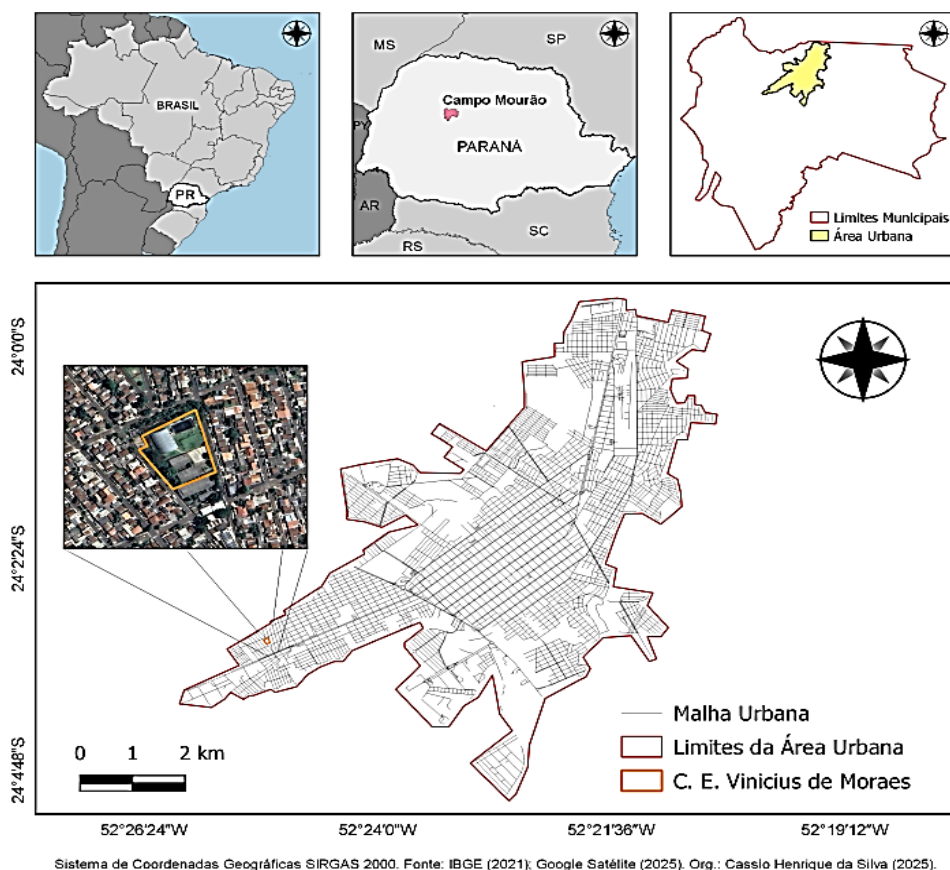 BRASIL
PR
MS
SP
Campo Mourão
PY
PARANÁ
AR
SC
RS
Limites Municipais
Área Urbana
24°0'0"S
24°2'24"S
24°4'48"S
0 1 2 km
Malha Urbana
Limites da Área Urbana
C. E. Vinicius de Moraes
52°26'24"W 52°24'0"W 52°21'36"W 52°19'12"W
Sistema de Coordenadas Geográficas SIRGAS 2000. Fonte: IBGE (2021); Google Satélite (2025). Org.: Cassio Henrique da Silva (2025).